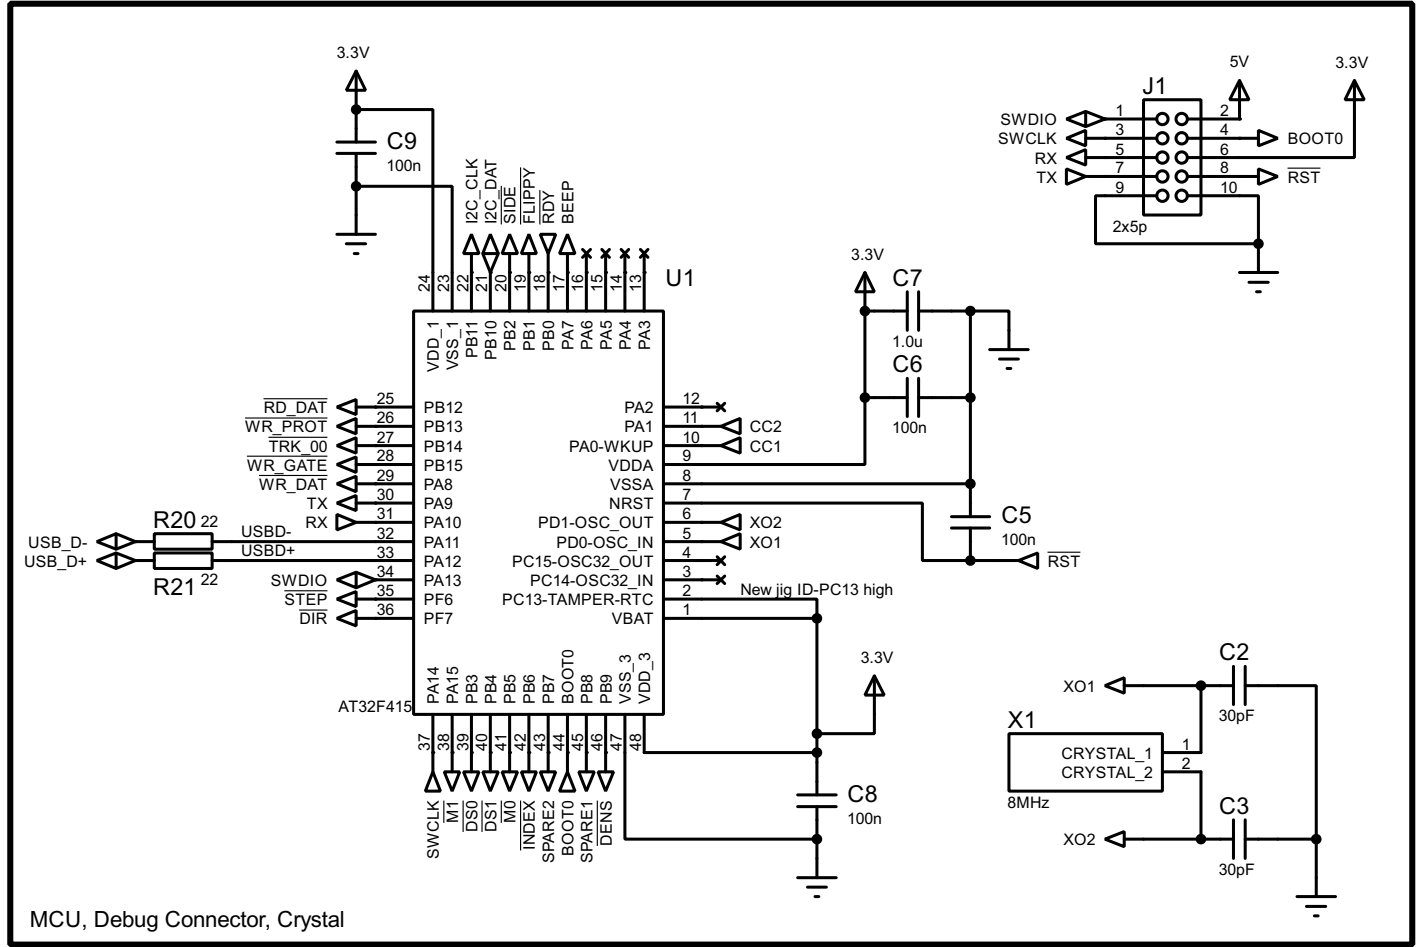 3.3V
C9
100n
I2C_CLK
I2C_DAT
SIDE
FLIPPY
RDY
BEEP
24
23
22
21
20
19
18
17
16
15
14
13
U1
VDD_1
VSS_1
PB11
PB10
PB2
PB1
PB0
PA7
PA6
PA5
PA4
PA3
RD_DAT 25 PB12
WR_PROT 26 PB13
TRK_00 27 PB14
WR_GATE 28 PB15
WR_DAT 29 PA8
TX 30 PA9
RX 31 PA10
USB_D- R20 22 USBD- 32 PA11
USB_D+ R21 22 USBD+ 33 PA12
SWDIO 34 PA13
STEP 35 PF6
DIR 36 PF7
PA2 12
PA1 11 CC2
PA0-WKUP 10 CC1
VDDA 9
VSSA 8
NRST 7
PD1-OSC_OUT 6 XO2
PD0-OSC_IN 5 XO1
PC15-OSC32_OUT 4
PC14-OSC32_IN 3
PC13-TAMPER-RTC 2 New jig ID-PC13 high
VBAT 1
PA14
PA15
PB3
PB4
PB5
PB6
PB7
BOOT0
PB8
PB9
VSS_3
VDD_3
AT32F415
37
38
39
40
41
42
43
44
45
46
47
48
SWCLK
M1
DS0
DS1
M0
INDEX
SPARE2
BOOT0
SPARE1
DENS
3.3V
C7
1.0u
C6
100n
C5
100n
RST
3.3V
C8
100n
5V
3.3V
J1
SWDIO 1 2
SWCLK 3 4 BOOT0
RX 5 6
TX 7 8 RST
9 10
2x5p
C2
XO1
30pF
X1
CRYSTAL_1 1
CRYSTAL_2 2
8MHz
C3
XO2
30pF
MCU, Debug Connector, Crystal